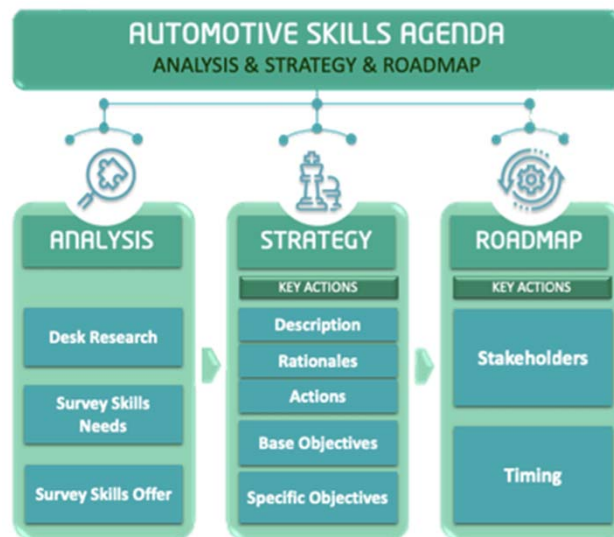 AUTOMOTIVE SKILLS AGENDA
ANALYSIS & STRATEGY & ROADMAP
ANALYSIS
Desk Research
Survey Skills
Needs
Survey Skills Offer
STRATEGY
KEY ACTIONS
Description
Rationales
Actions
Base Objectives
Specific Objectives
ROADMAP
KEY ACTIONS
Stakeholders
Timing